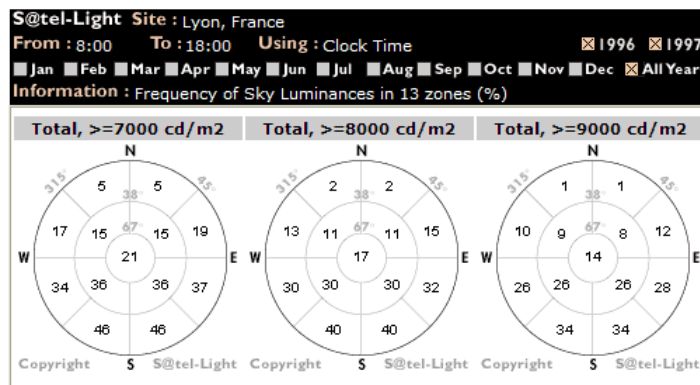 S@tel-Light Site : Lyon, France
From : 8:00 To : 18:00 Using : Clock Time 1996 1997
Jan Feb Mar Apr May Jun Jul Aug Sep Oct Nov Dec All Year
Information : Frequency of Sky Luminances in 13 zones (%)
Total, >=7000 cd/m2 Total, >=8000 cd/m2 Total, >=9000 cd/m2
N N N
315° 5 5 45° 315° 2 2 45° 315° 1 1 45°
38° 38° 38°
17 15 67° 15 19 13 11 67° 11 15 10 9 67° 8 12
W 21 E W 17 E W 14 E
34 36 36 37 30 30 30 32 26 26 26 28
46 46 40 40 34 34
Copyright S S@tel-Light Copyright S S@tel-Light Copyright S S@tel-Light